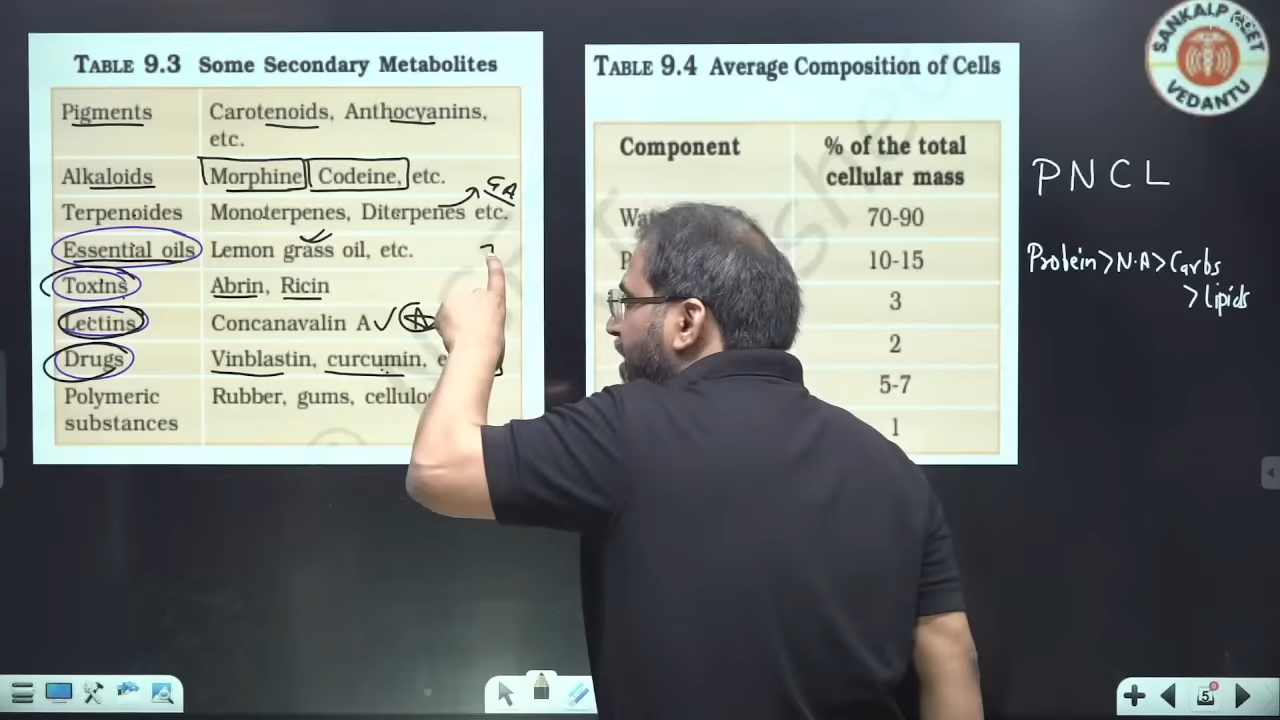 TABLE 9.3 Some Secondary Metabolites
Pigments Carotenoids, Anthocyanins,
etc.
Alkaloids Morphine, Codeine, etc.
GA
Terpenoides Monoterpenes, Diterpenes etc.
Essential oils Lemon grass oil, etc.
Toxins Abrin, Ricin
Lectins Concanavalin A
Drugs Vinblastin, curcumin,
Polymeric Rubber, gums,
substances
TABLE 9.4 Average Composition of Cells
Component % of the total
cellular mass
70-90
10-15
3
2
5-7
1
SANKALP
VEDANTU
PNCL
Protein > N.A > Carbs
> lipids
5